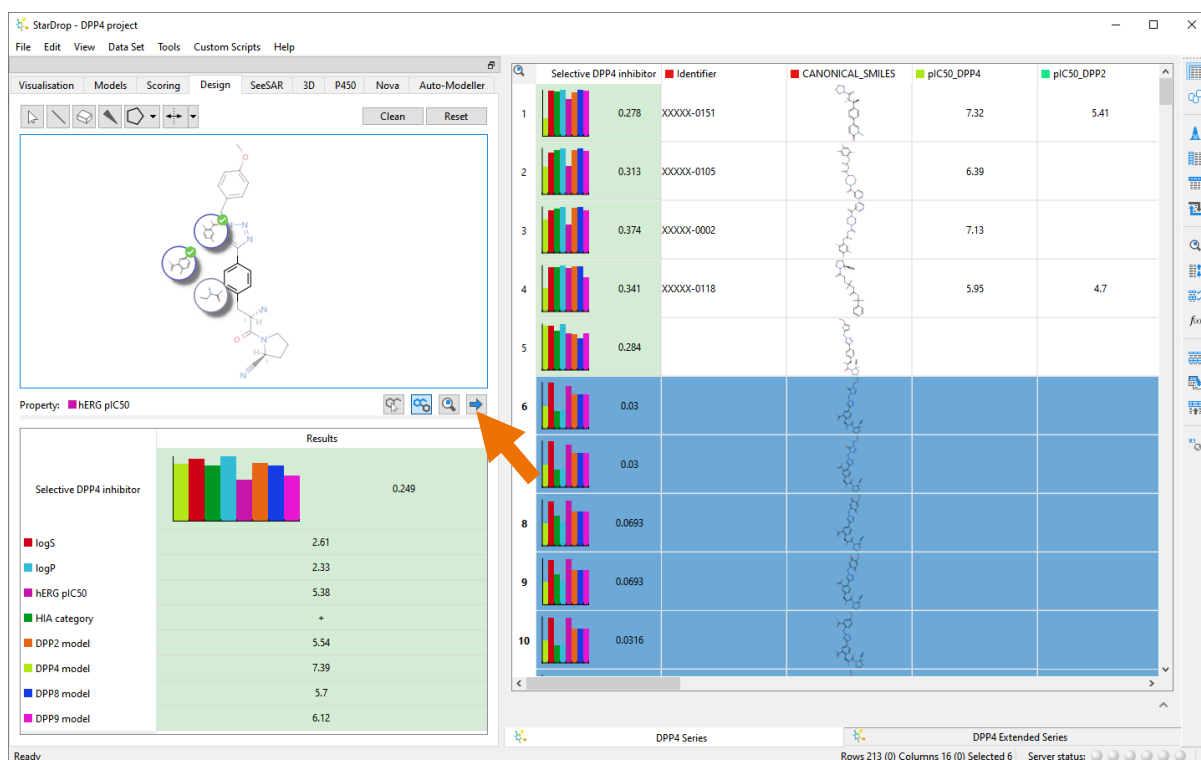 StarDrop - DPP4 project
File Edit View Data Set Tools Custom Scripts Help
Visualisation Models Scoring Design SeeSAR 3D P450 Nova Auto-Modeller
Clean Reset
Property: hERG pIC50
Results
Selective DPP4 inhibitor 0.249
logS 2.61
logP 2.33
hERG pIC50 5.38
HIA category +
DPP2 model 5.54
DPP4 model 7.39
DPP8 model 5.7
DPP9 model 6.12
Selective DPP4 inhibitor Identifier CANONICAL_SMILES pIC50_DPP4 pIC50_DPP2
1 0.278 XXXXX-0151 7.32 5.41
2 0.313 XXXXX-0105 6.39
3 0.374 XXXXX-0002 7.13
4 0.341 XXXXX-0118 5.95 4.7
5 0.284
6 0.03
0.03
8 0.0693
9 0.0693
10 0.0316
DPP4 Series DPP4 Extended Series
Ready
Rows 213 (0) Columns 16 (0) Selected 6 Server status: